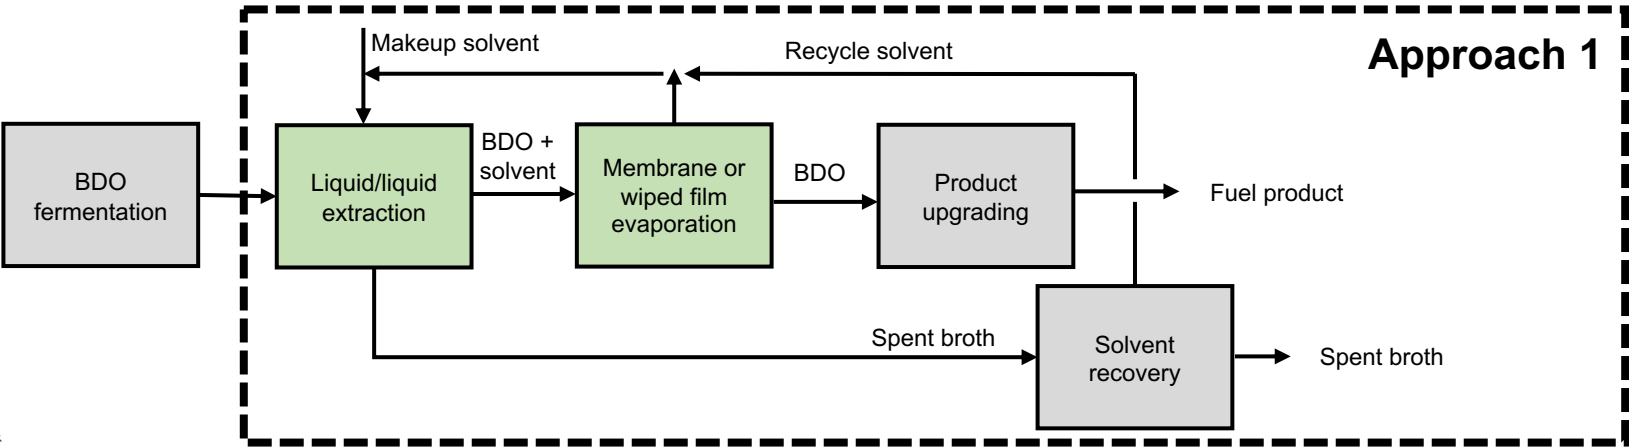 Approach 1
Makeup solvent
Recycle solvent
BDO
fermentation
Liquid/liquid
extraction
BDO +
solvent
Membrane or
wiped film
evaporation
BDO
Product
upgrading
Fuel product
Spent broth
Solvent
recovery
Spent broth